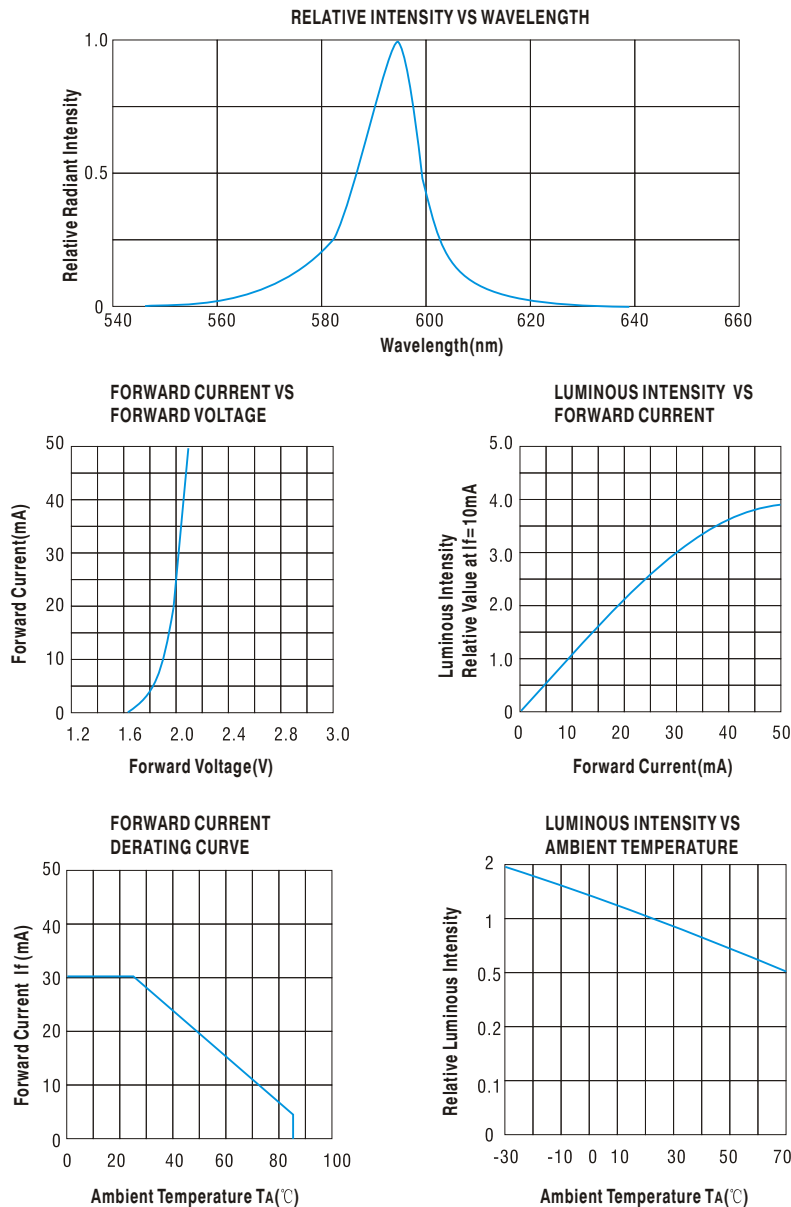 RELATIVE INTENSITY VS WAVELENGTH
1.0
0.5
0
Relative Radiant Intensity
540 560 580 600 620 640 660
Wavelength(nm)
FORWARD CURRENT VS
FORWARD VOLTAGE
50
40
30
20
10
0
Forward Current(mA)
1.2 1.6 2.0 2.4 2.8 3.0
Forward Voltage(V)
LUMINOUS INTENSITY VS
FORWARD CURRENT
5.0
4.0
3.0
2.0
1.0
0
Luminous Intensity
Relative Value at If=10mA
0 10 20 30 40 50
Forward Current(mA)
FORWARD CURRENT
DERATING CURVE
50
40
30
20
10
0
Forward Current If (mA)
0 20 40 60 80 100
Ambient Temperature TA(℃)
LUMINOUS INTENSITY VS
AMBIENT TEMPERATURE
2
1
0.5
0.2
0.1
0
Relative Luminous Intensity
-30 -10 0 10 30 50 70
Ambient Temperature TA(℃)